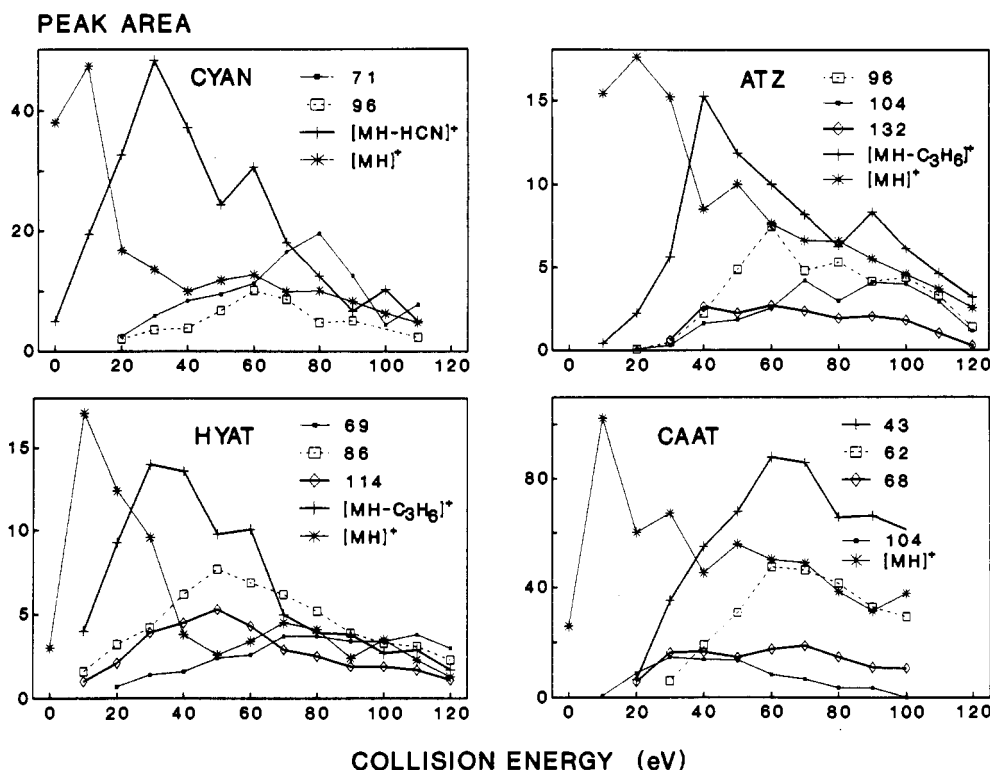 PEAK AREA
CYAN
71
96
[MH-HCN]⁺
[MH]⁺
40
20
0
0 20 40 60 80 100 120
ATZ
96
104
132
[MH-C₃H₆]⁺
[MH]⁺
15
10
5
0
0 20 40 60 80 100 120
HYAT
69
86
114
[MH-C₃H₆]⁺
[MH]⁺
15
10
5
0
0 20 40 60 80 100 120
CAAT
43
62
68
104
[MH]⁺
80
40
0
0 20 40 60 80 100 120
COLLISION ENERGY (eV)